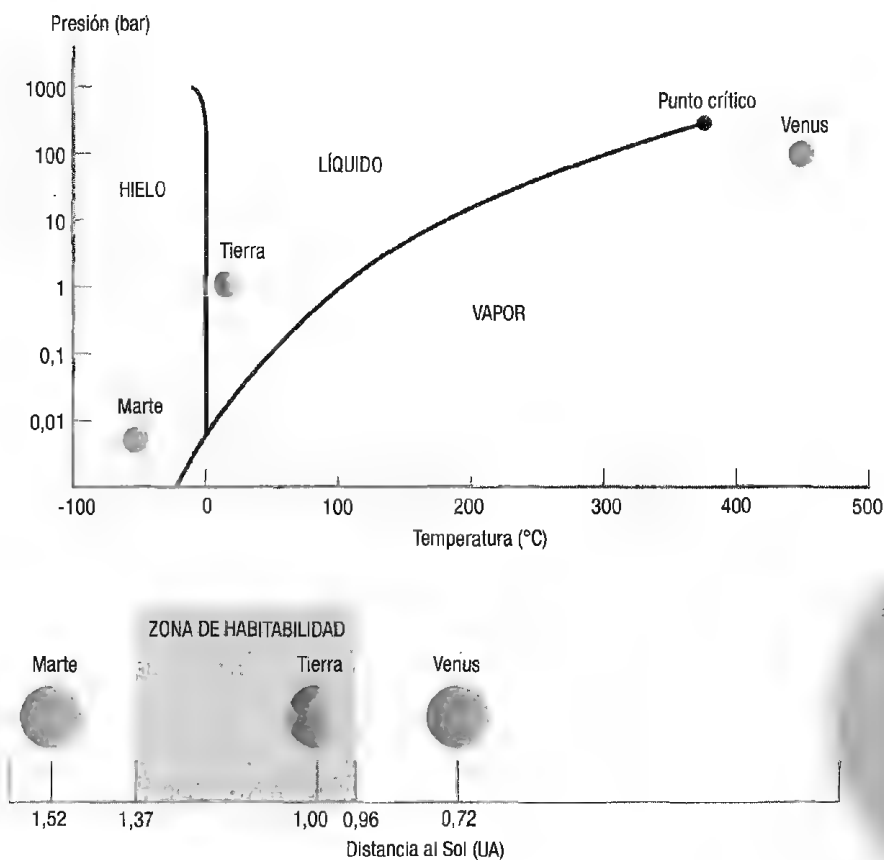 Presión (bar)
1000
100
10
1
0,1
0,01
HIELO
LÍQUIDO
VAPOR
Punto crítico
Venus
Tierra
Marte
-100
0
100
200
300
400
500
Temperatura (°C)
ZONA DE HABITABILIDAD
Marte
Tierra
Venus
1,52
1,37
1,00
0,96
0,72
Distancia al Sol (UA)